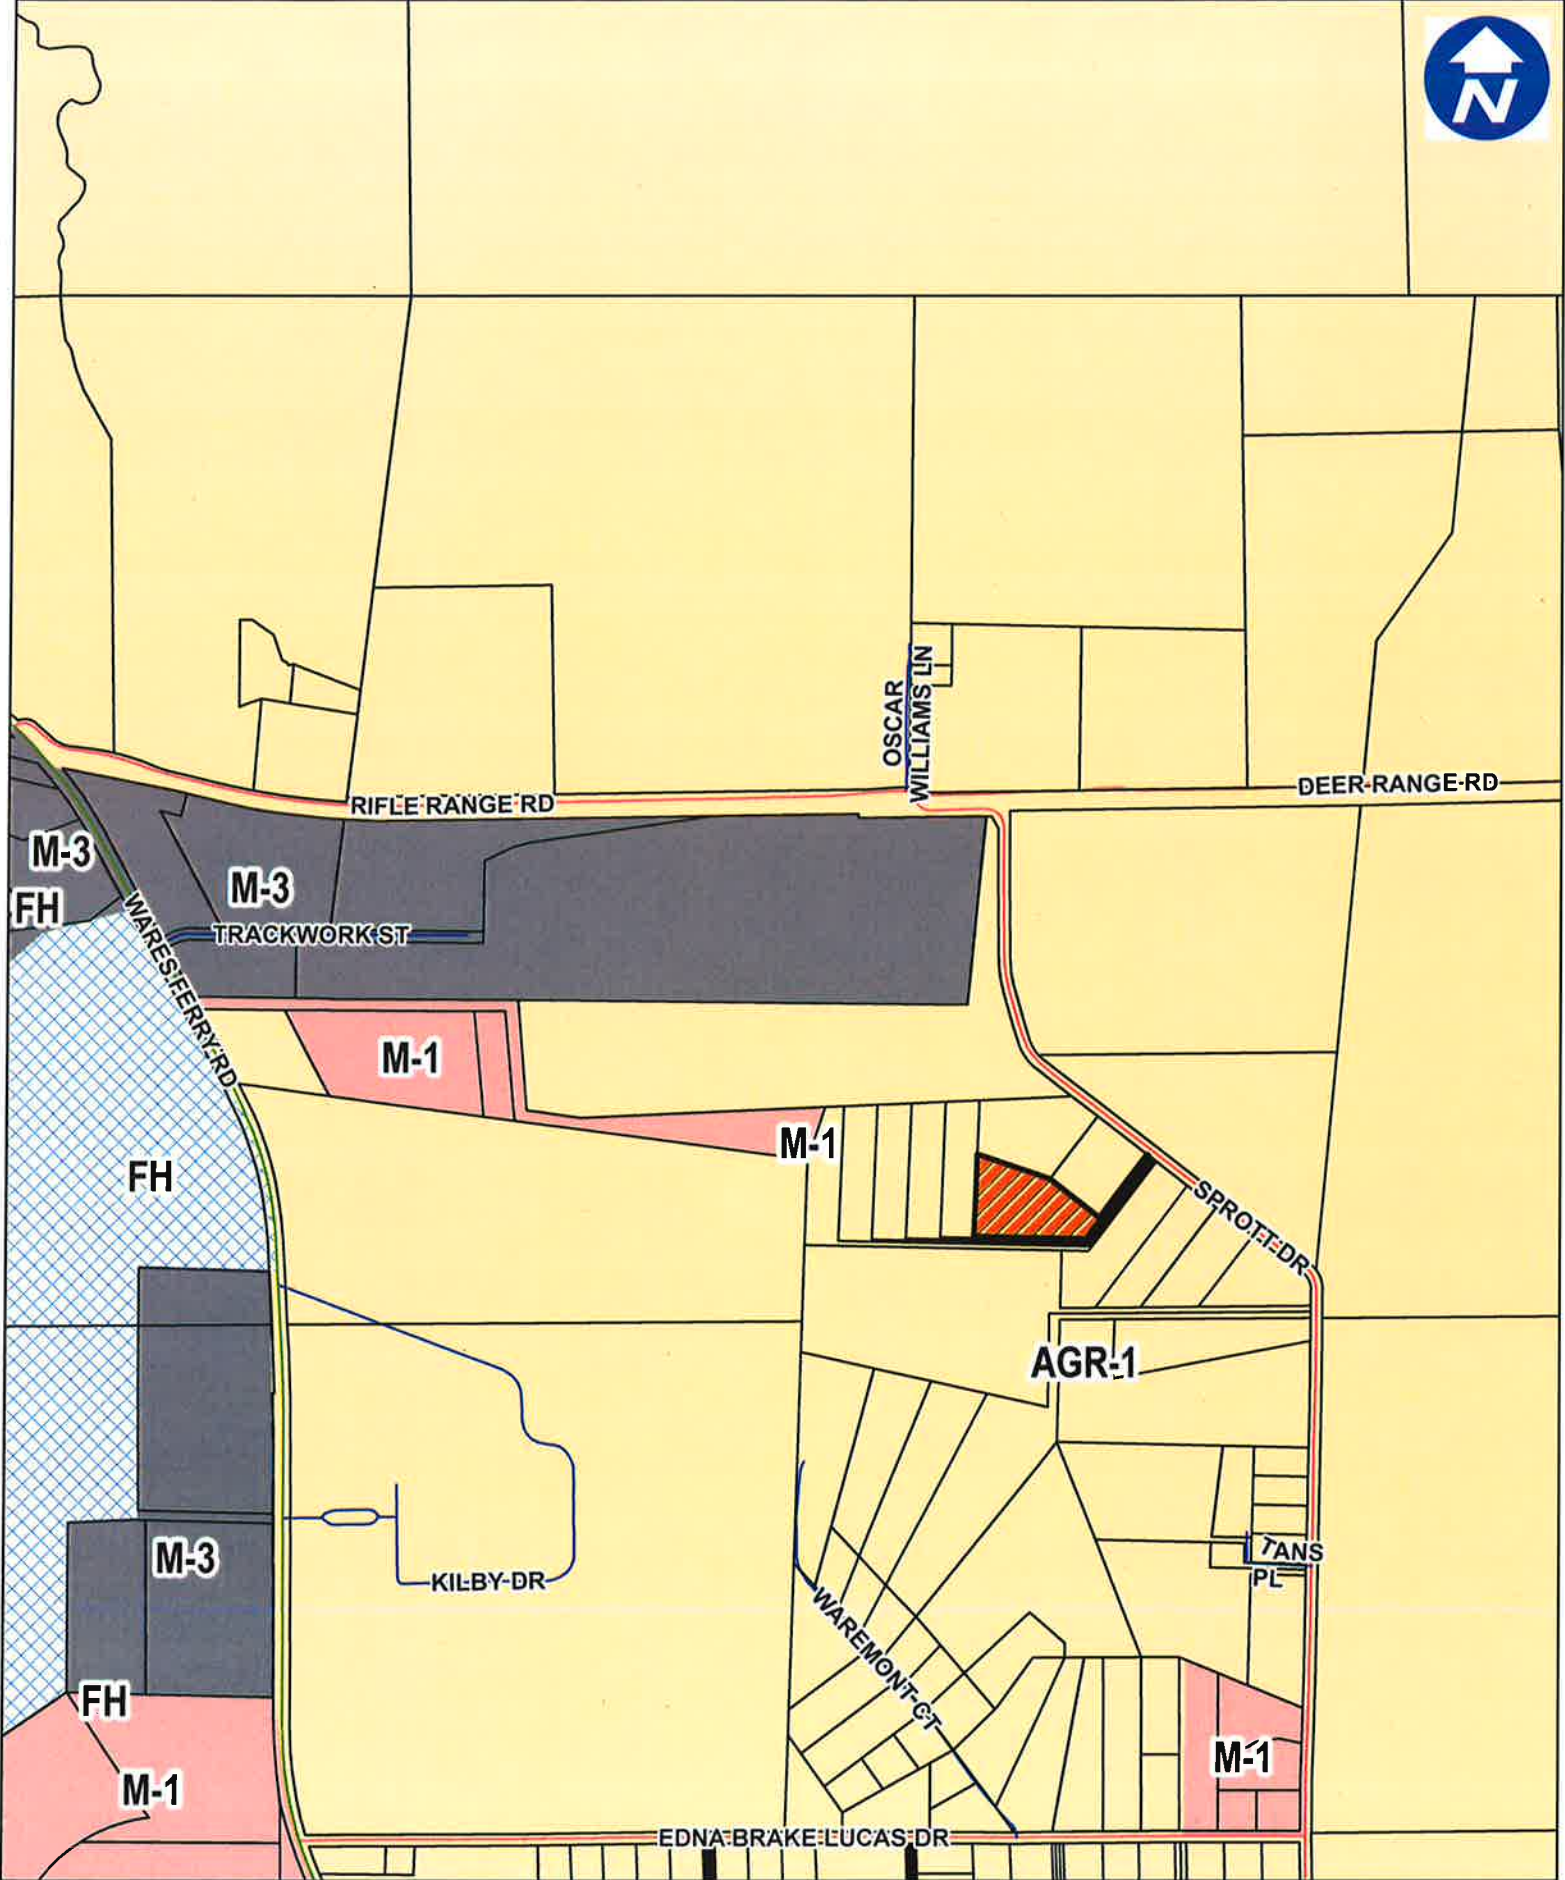 N
OSCAR
WILLIAMS LN
DEER RANGE RD
RIFLE RANGE RD
M-3
M-3
FH
TRACKWORK ST
WARES FERRY RD
M-1
M-1
FH
SPROTT DR
AGR-1
M-3
TANS
PL
KILBY DR
WAREMONT CT
FH
M-1
M-1
EDNA BRAKE LUCAS DR